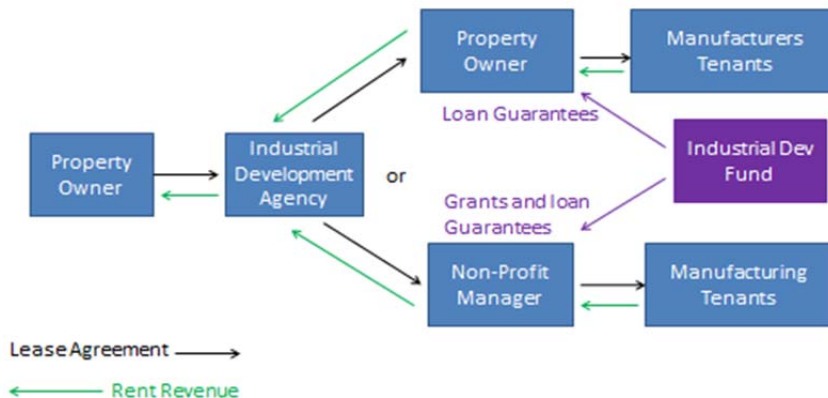 Property
Owner
Manufacturers
Tenants
Loan Guarantees
Property
Owner
Industrial
Development
Agency
or
Industrial Dev
Fund
Grants and loan
Guarantees
Non-Profit
Manager
Manufacturing
Tenants
Lease Agreement
Rent Revenue